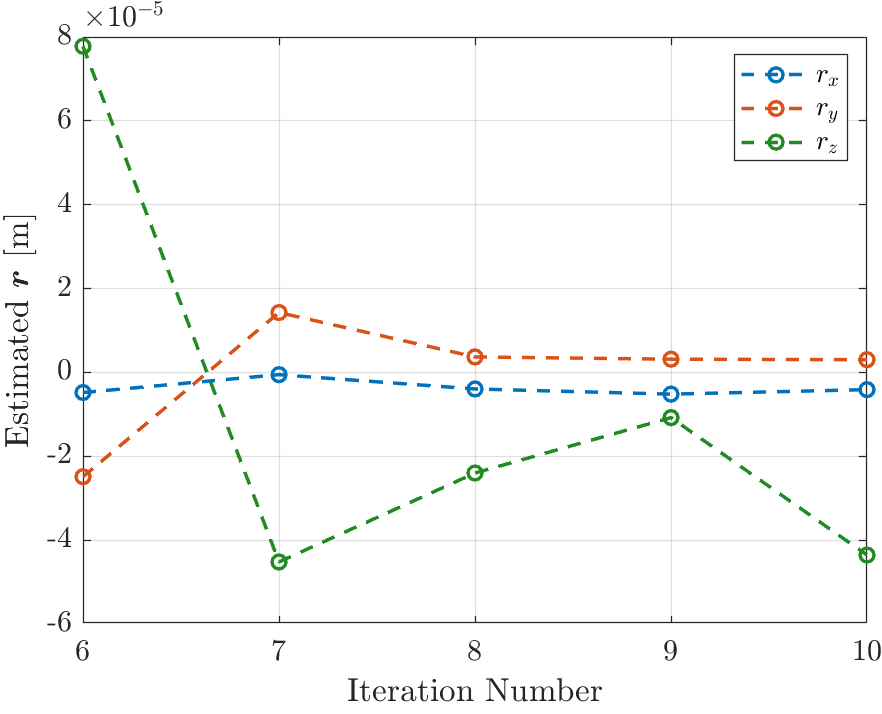 ×10⁻⁵
8
6
4
2
0
-2
-4
-6
6 7 8 9 10
Estimated r [m]
Iteration Number
rₓ
r_y
r_z